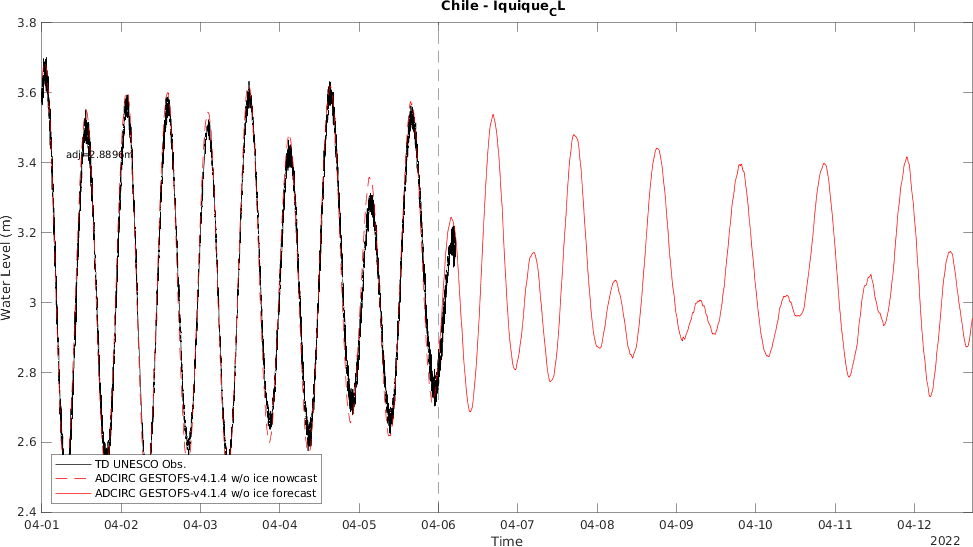 Chile - Iquique_CL
3.8
3.6
3.4
3.2
3
2.8
2.6
2.4
Water Level (m)
adj=2.8896m
TD UNESCO Obs.
ADCIRC GESTOFS-v4.1.4 w/o ice nowcast
ADCIRC GESTOFS-v4.1.4 w/o ice forecast
04-01 04-02 04-03 04-04 04-05 04-06 04-07 04-08 04-09 04-10 04-11 04-12
Time
2022